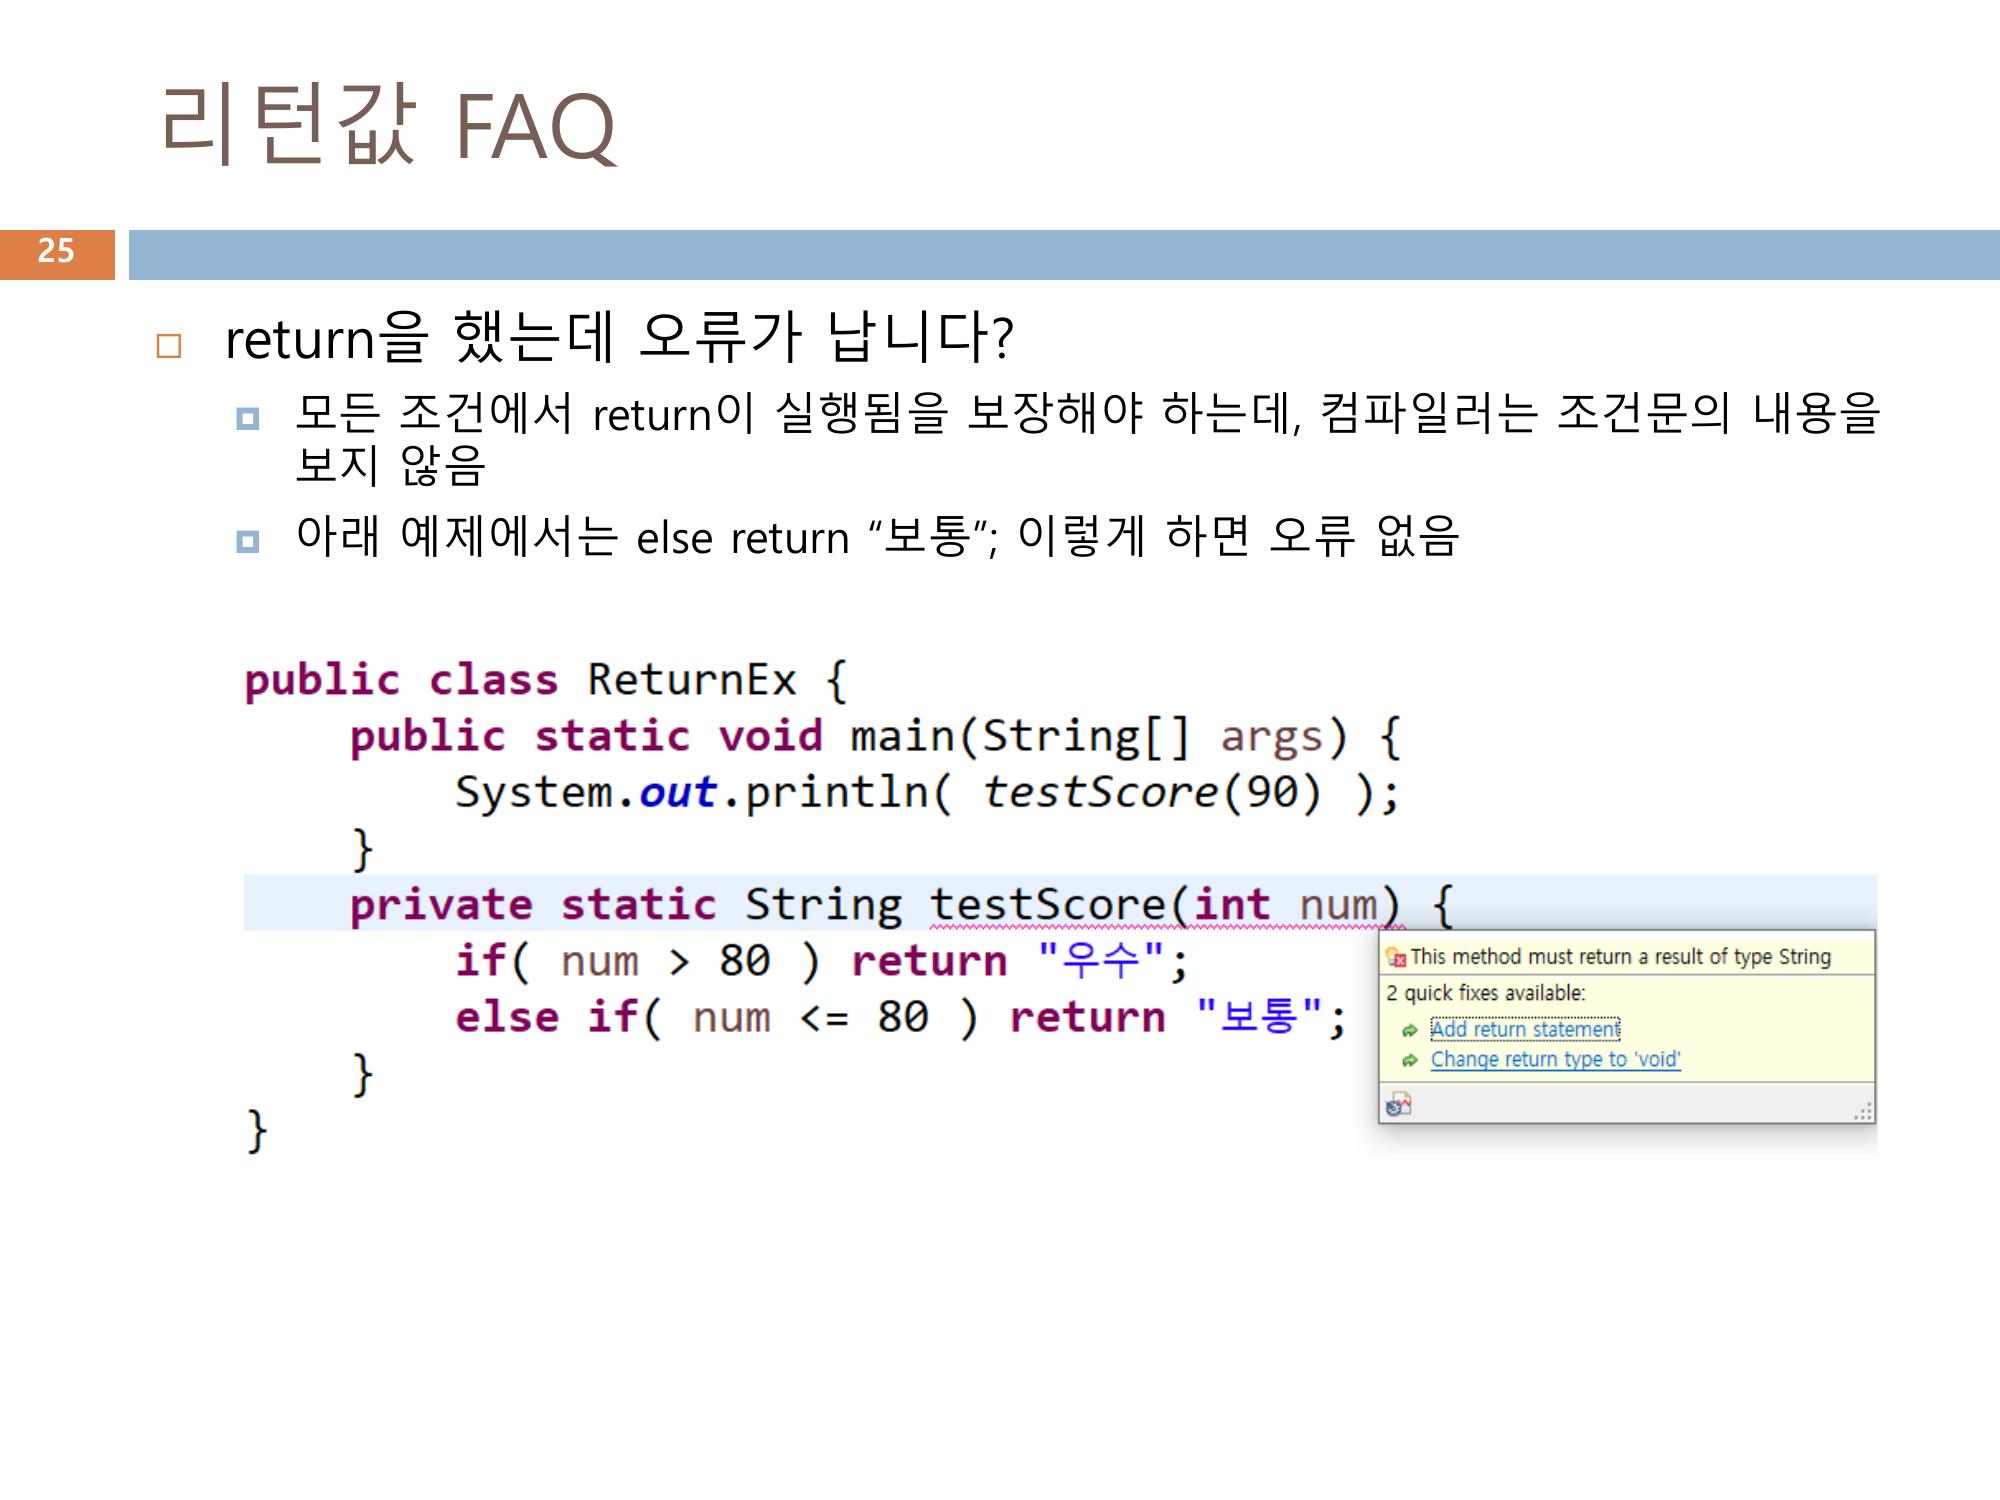 리턴값 FAQ
25
return을 했는데 오류가 납니다?
모든 조건에서 return이 실행됨을 보장해야 하는데, 컴파일러는 조건문의 내용을
보지 않음
아래 예제에서는 else return “보통”; 이렇게 하면 오류 없음
public class ReturnEx {
    public static void main(String[] args) {
        System.out.println( testScore(90) );
    }
    private static String testScore(int num) {
        if( num > 80 ) return "우수";
        else if( num <= 80 ) return "보통";
    }
}
This method must return a result of type String
2 quick fixes available:
Add return statement
Change return type to 'void'